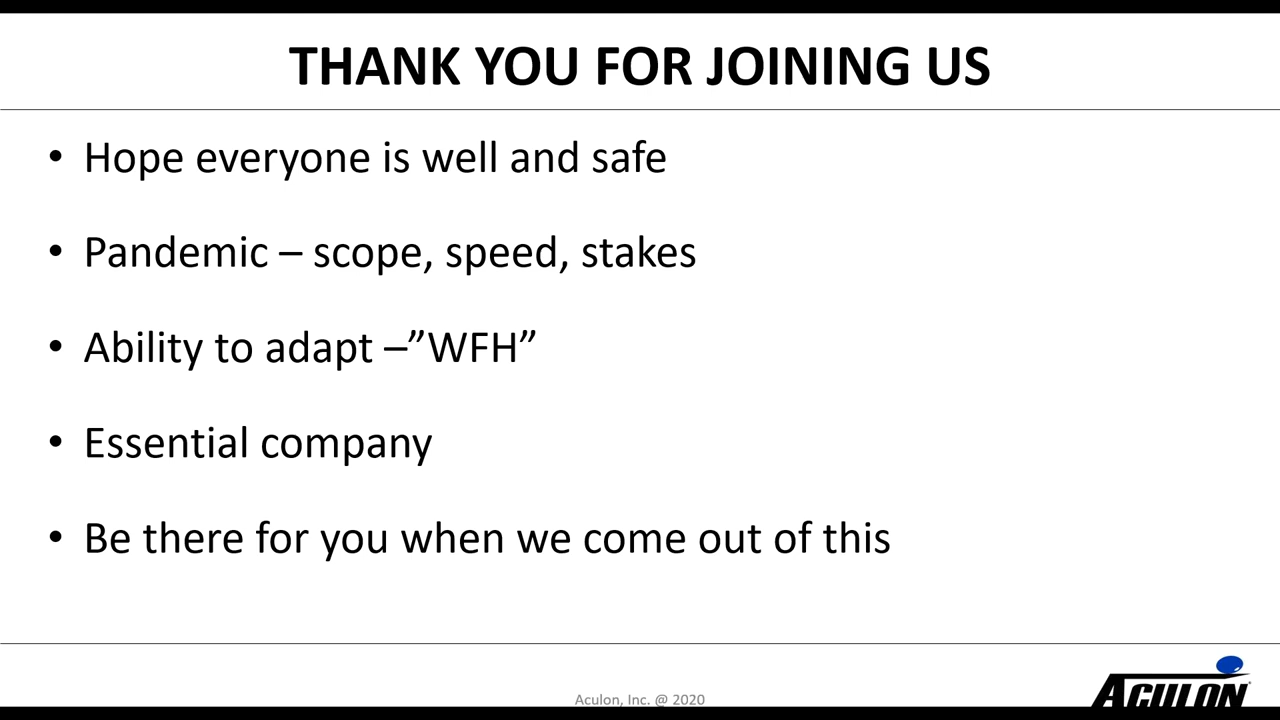 THANK YOU FOR JOINING US
• Hope everyone is well and safe
• Pandemic – scope, speed, stakes
• Ability to adapt –”WFH”
• Essential company
• Be there for you when we come out of this
Aculon, Inc. @ 2020
ACULON